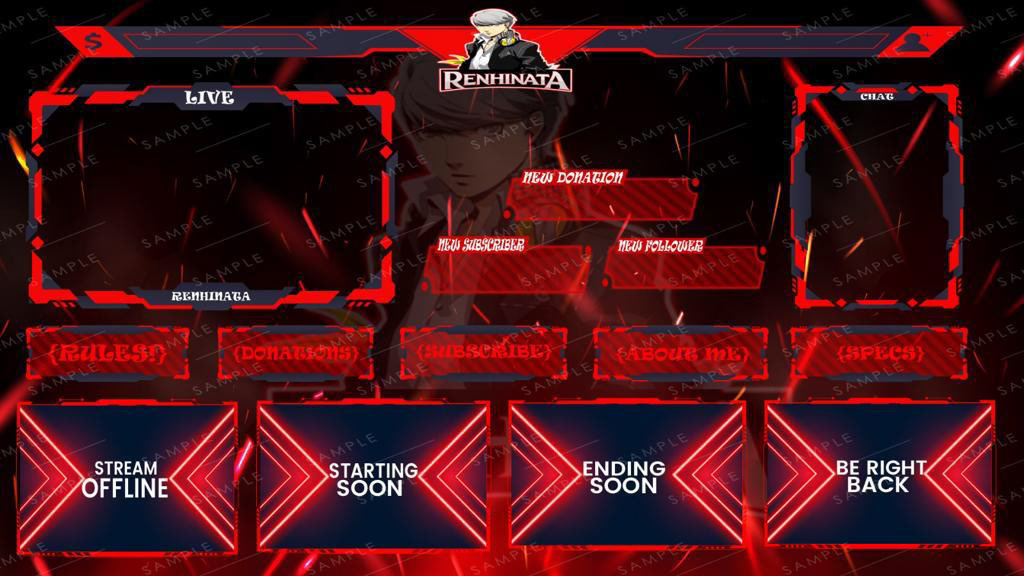 RENHINATA
LIVE
CHAT
NEW DONATION
NEW SUBSCRIBER
NEW FOLLOWER
RENHINATA
{RULES!}
{DONATIONS}
{SUBSCRIBE}
{ABOUT ME}
{SPECS}
STREAM
OFFLINE
STARTING
SOON
ENDING
SOON
BE RIGHT
BACK
SAMPLE